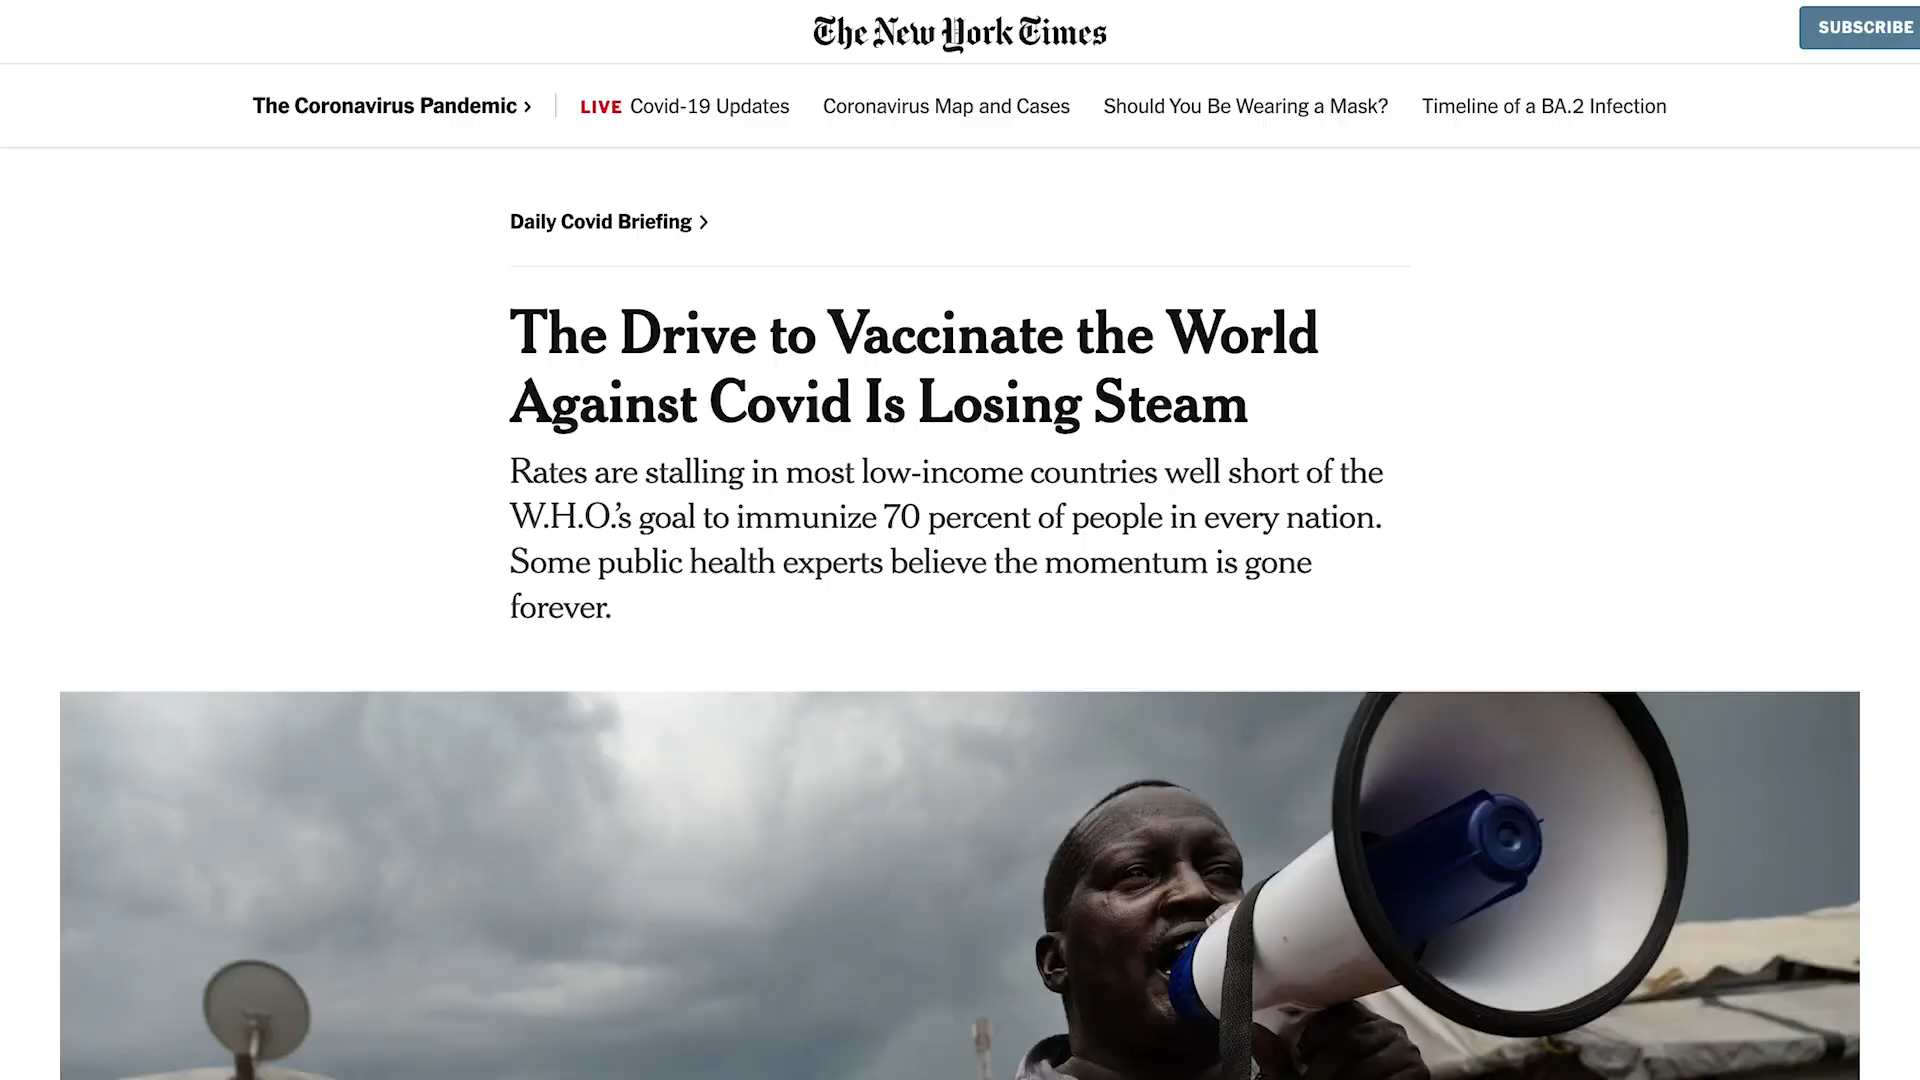 The New York Times
SUBSCRIBE
The Coronavirus Pandemic >
LIVE Covid-19 Updates
Coronavirus Map and Cases
Should You Be Wearing a Mask?
Timeline of a BA.2 Infection
Daily Covid Briefing >
The Drive to Vaccinate the World
Against Covid Is Losing Steam
Rates are stalling in most low-income countries well short of the
W.H.O.’s goal to immunize 70 percent of people in every nation.
Some public health experts believe the momentum is gone
forever.